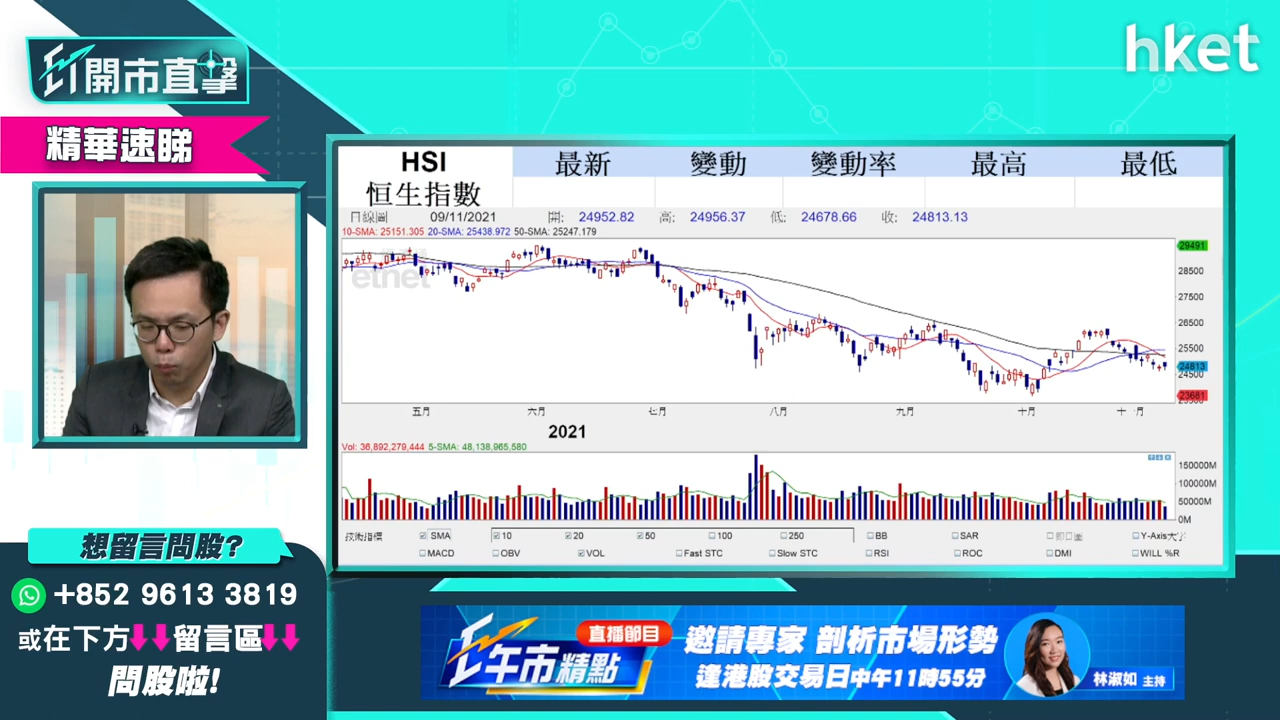 hket
開市直擊
精華速睇
HSI
恒生指數
最新 變動 變動率 最高 最低
日線圖 09/11/2021 開: 24952.82 高: 24956.37 低: 24678.66 收: 24813.13
10-SMA: 25151.305 20-SMA: 25438.972 50-SMA: 25247.179
etnet
29491
28500
27500
26500
25500
24813
24500
23681
五月 六月 七月 八月 九月 十月 十一月
2021
Vol: 36,892,279,444 5-SMA: 48,138,965,580
150000M
100000M
50000M
0M
技術指標 SMA 10 20 50 100 250 BB SAR Y-Axis大字
MACD OBV VOL Fast STC Slow STC RSI ROC DMI WILL %R
想留言問股?
+852 9613 3819
或在下方留言區
問股啦!
午市精點
直播節目
邀請專家 剖析市場形勢
逢港股交易日中午11時55分
林淑如 主持